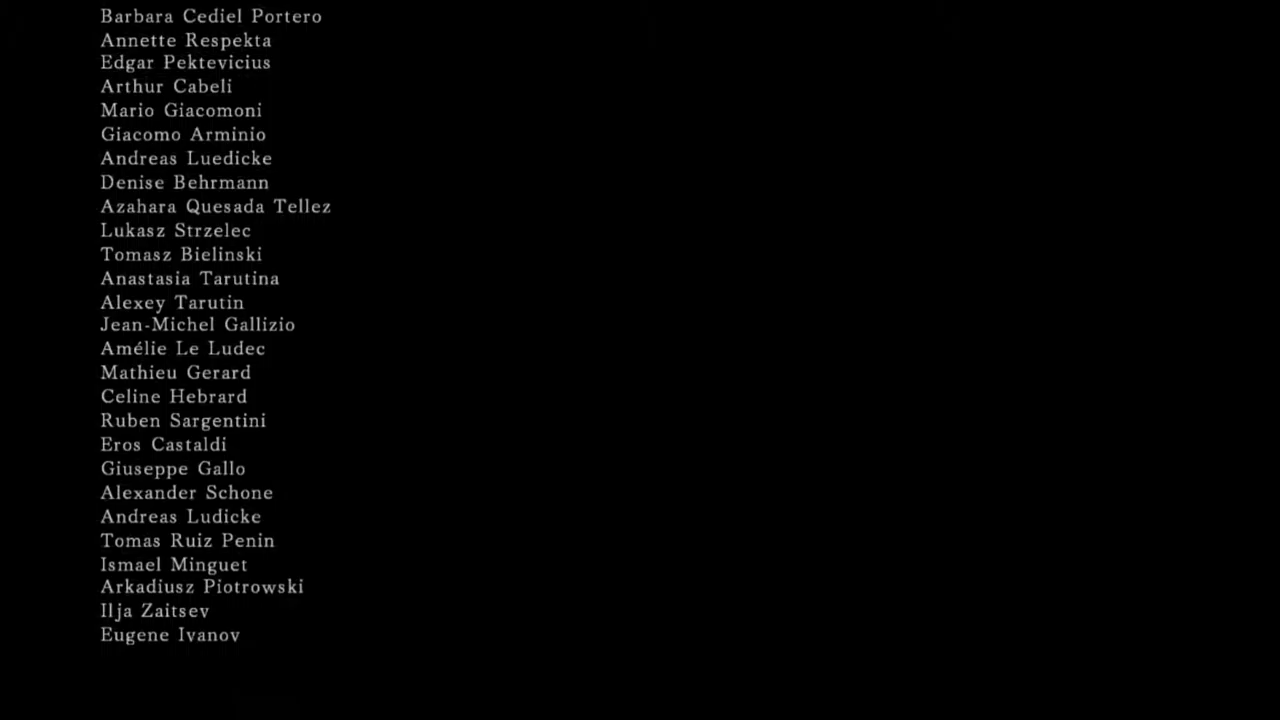 Barbara Cediel Portero
Annette Respekta
Edgar Pektevicius
Arthur Cabeli
Mario Giacomoni
Giacomo Arminio
Andreas Luedicke
Denise Behrmann
Azahara Quesada Tellez
Lukasz Strzelec
Tomasz Bielinski
Anastasia Tarutina
Alexey Tarutin
Jean-Michel Gallizio
Amélie Le Ludec
Mathieu Gerard
Celine Hebrard
Ruben Sargentini
Eros Castaldi
Giuseppe Gallo
Alexander Schone
Andreas Ludicke
Tomas Ruiz Penin
Ismael Minguet
Arkadiusz Piotrowski
Ilja Zaitsev
Eugene Ivanov